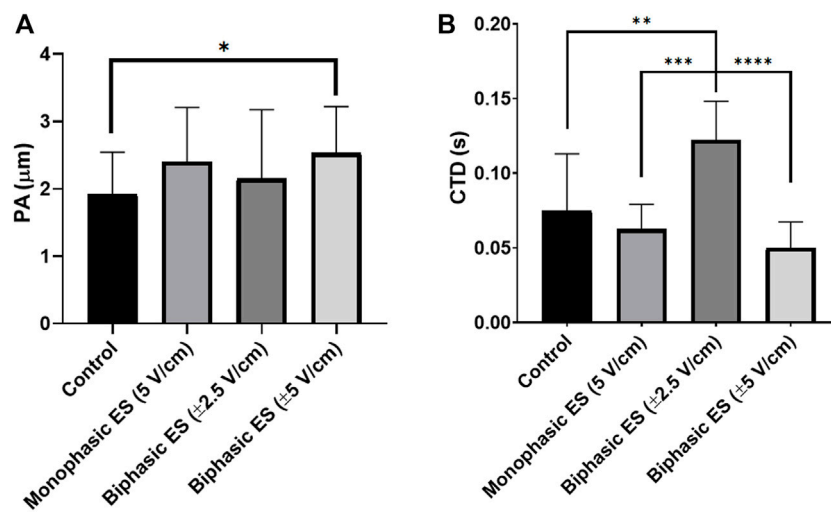 A
*
4
3
2
1
0
PA (μm)
Control
Monophasic ES (5 V/cm)
Biphasic ES (±2.5 V/cm)
Biphasic ES (±5 V/cm)
B
**
*** ****
0.20
0.15
0.10
0.05
0.00
CTD (s)
Control
Monophasic ES (5 V/cm)
Biphasic ES (±2.5 V/cm)
Biphasic ES (±5 V/cm)